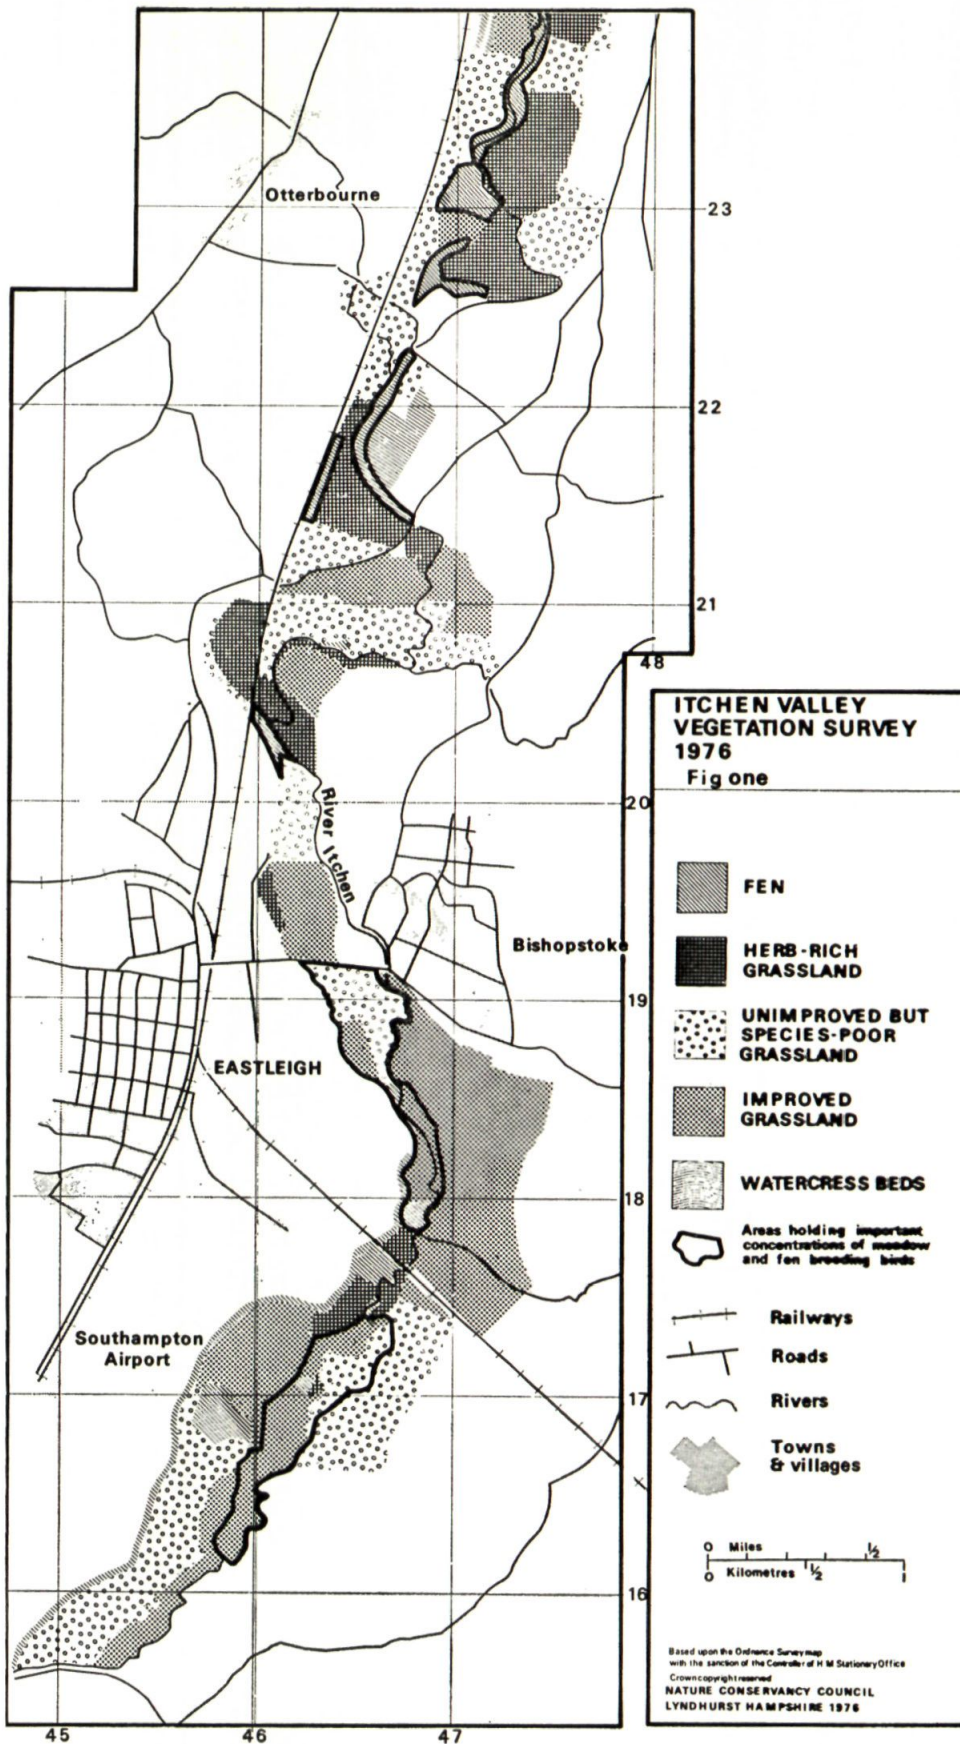 Otterbourne
23
22
21
48
20
River Itchen
Bishopstoke
19
EASTLEIGH
18
Southampton
Airport
17
16
45
46
47
ITCHEN VALLEY
VEGETATION SURVEY
1976
Fig one
FEN
HERB-RICH
GRASSLAND
UNIMPROVED BUT
SPECIES-POOR
GRASSLAND
IMPROVED
GRASSLAND
WATERCRESS BEDS
Areas holding important
concentrations of meadow
and fen breeding birds
Railways
Roads
Rivers
Towns
& villages
0 Miles ½
0 Kilometres ½ 1
Based upon the Ordnance Survey map
with the sanction of the Controller of H M Stationery Office
Crown copyright reserved
NATURE CONSERVANCY COUNCIL
LYNDHURST HAMPSHIRE 1976